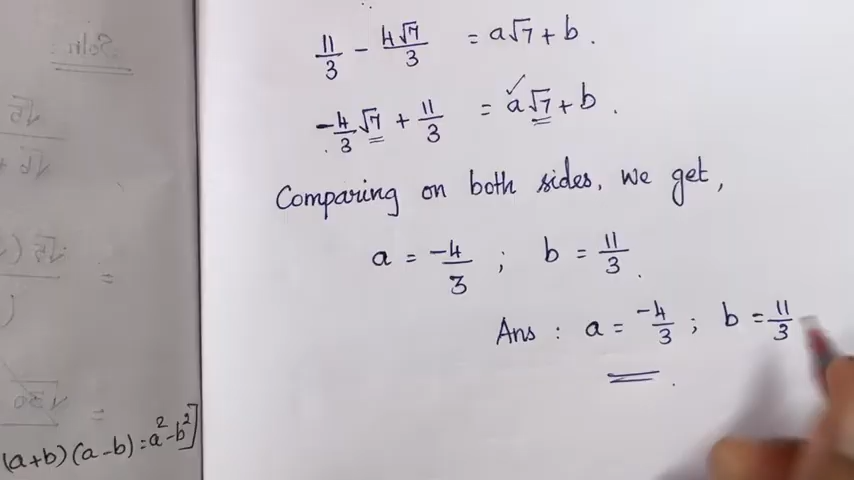 11/3 - 4√7/3 = a√7 + b.
-4/3 √7 + 11/3 = a√7 + b.
Comparing on both sides, we get,
a = -4/3 ; b = 11/3.
Ans : a = -4/3 ; b = 11/3
(a+b)(a-b)=a²-b²]